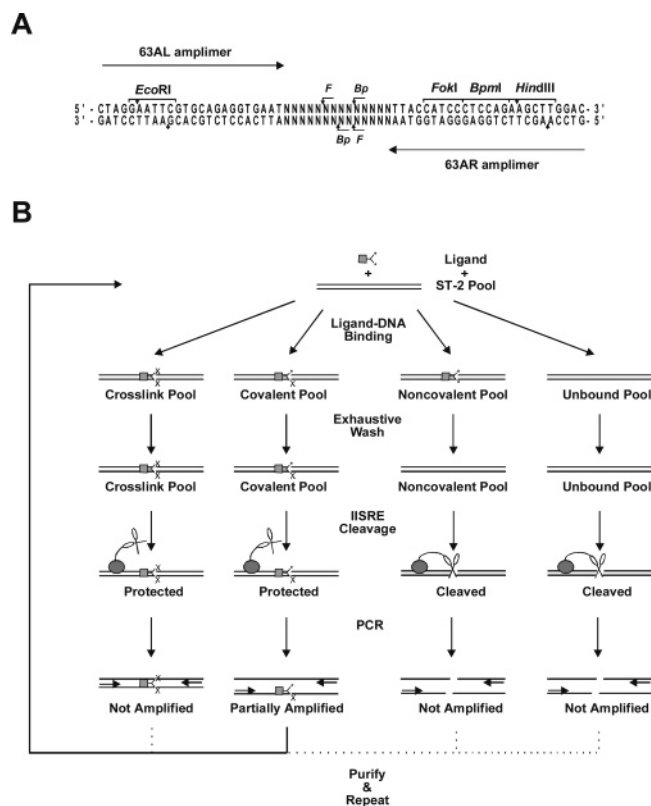 A
63AL amplimer
EcoRI F Bp FokI BpmI HindIII
5'-CTAGGAATTCGTGCAGAGGTGAATNNNNNNNNNNNNNNTTACCATCCCTCCAGAAGCTTGGAC-3'
3'-GATCCTTAAGCACGTCTCCACTTANNNNNNNNNNNNNNAATGGTAGGGAGGTCTTCGAACCTG-5'
Bp F
63AR amplimer
B
+
Ligand
+
ST-2 Pool
Ligand-DNA
Binding
Crosslink Pool Covalent Pool Noncovalent Pool Unbound Pool
Exhaustive
Wash
Crosslink Pool Covalent Pool Noncovalent Pool Unbound Pool
IISRE
Cleavage
Protected Protected Cleaved Cleaved
PCR
Not Amplified Partially Amplified Not Amplified Not Amplified
Purify
&
Repeat